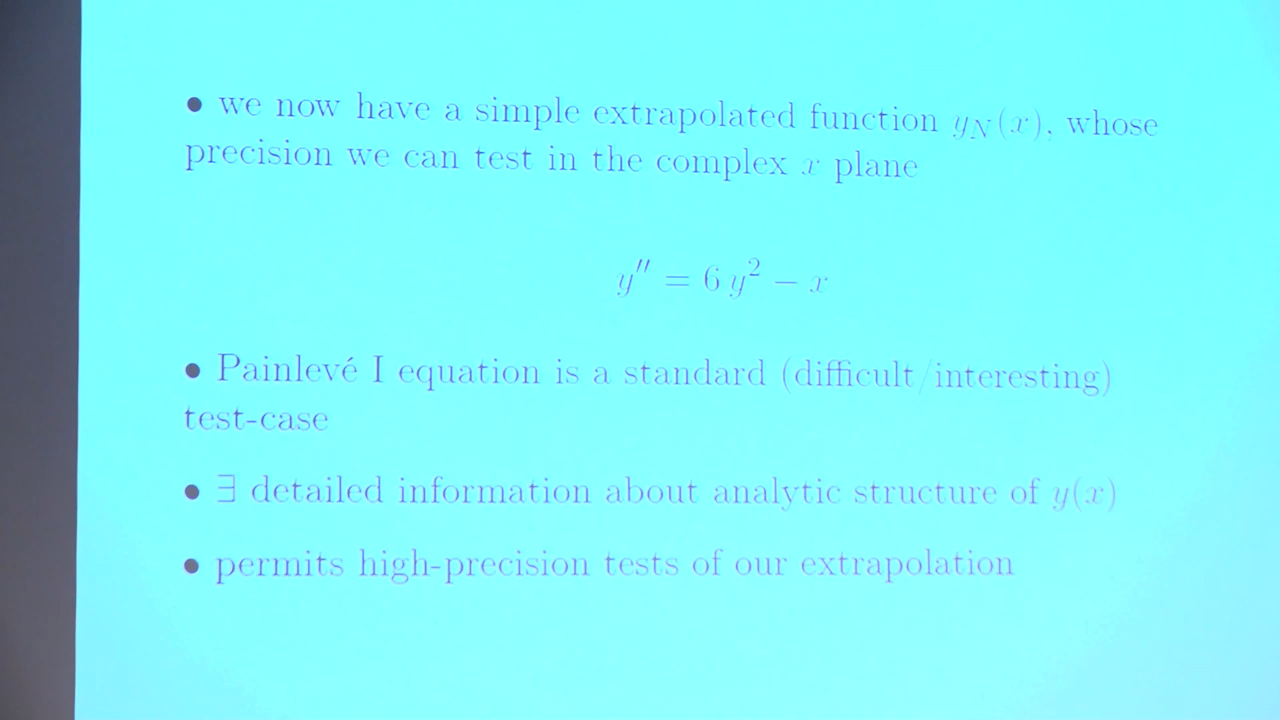 • we now have a simple extrapolated function y_N(x), whose
precision we can test in the complex x plane
y'' = 6 y² − x
• Painlevé I equation is a standard (difficult/interesting)
test-case
• ∃ detailed information about analytic structure of y(x)
• permits high-precision tests of our extrapolation